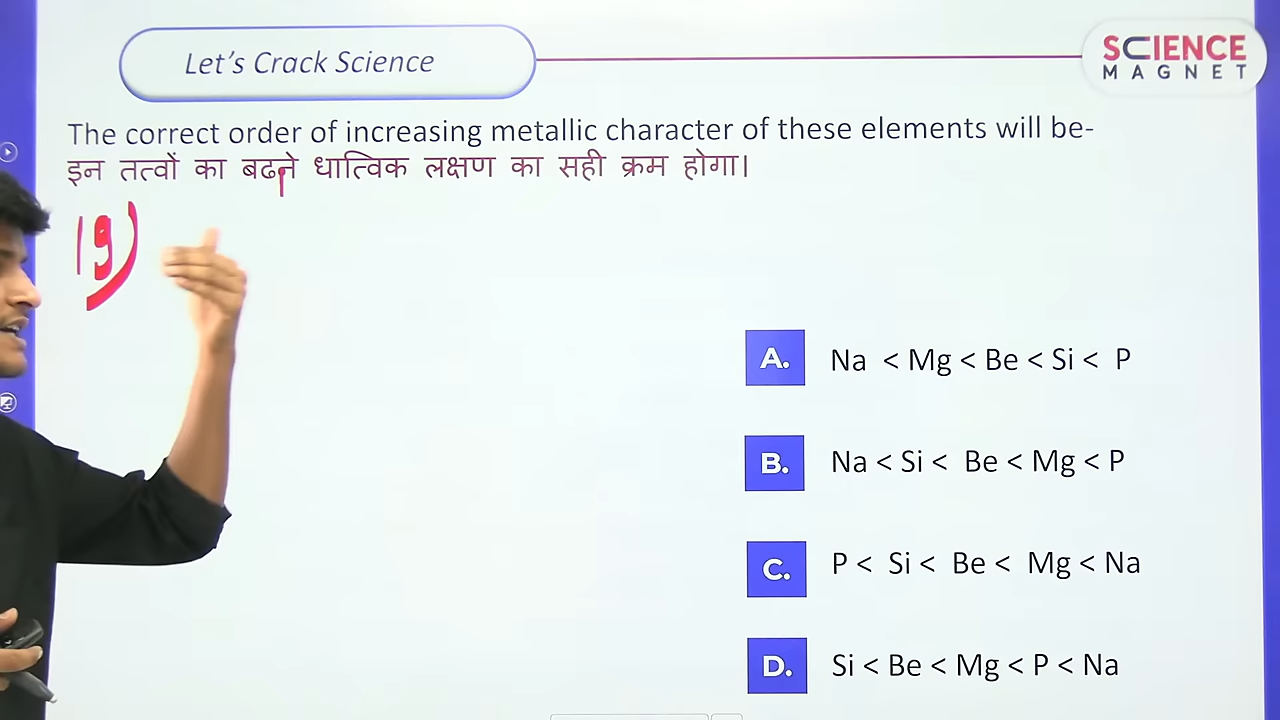 Let's Crack Science
SCIENCE
MAGNET
The correct order of increasing metallic character of these elements will be-
इन तत्वों का बढने धात्विक लक्षण का सही क्रम होगा।
19)
A. Na < Mg < Be < Si < P
B. Na < Si < Be < Mg < P
C. P < Si < Be < Mg < Na
D. Si < Be < Mg < P < Na